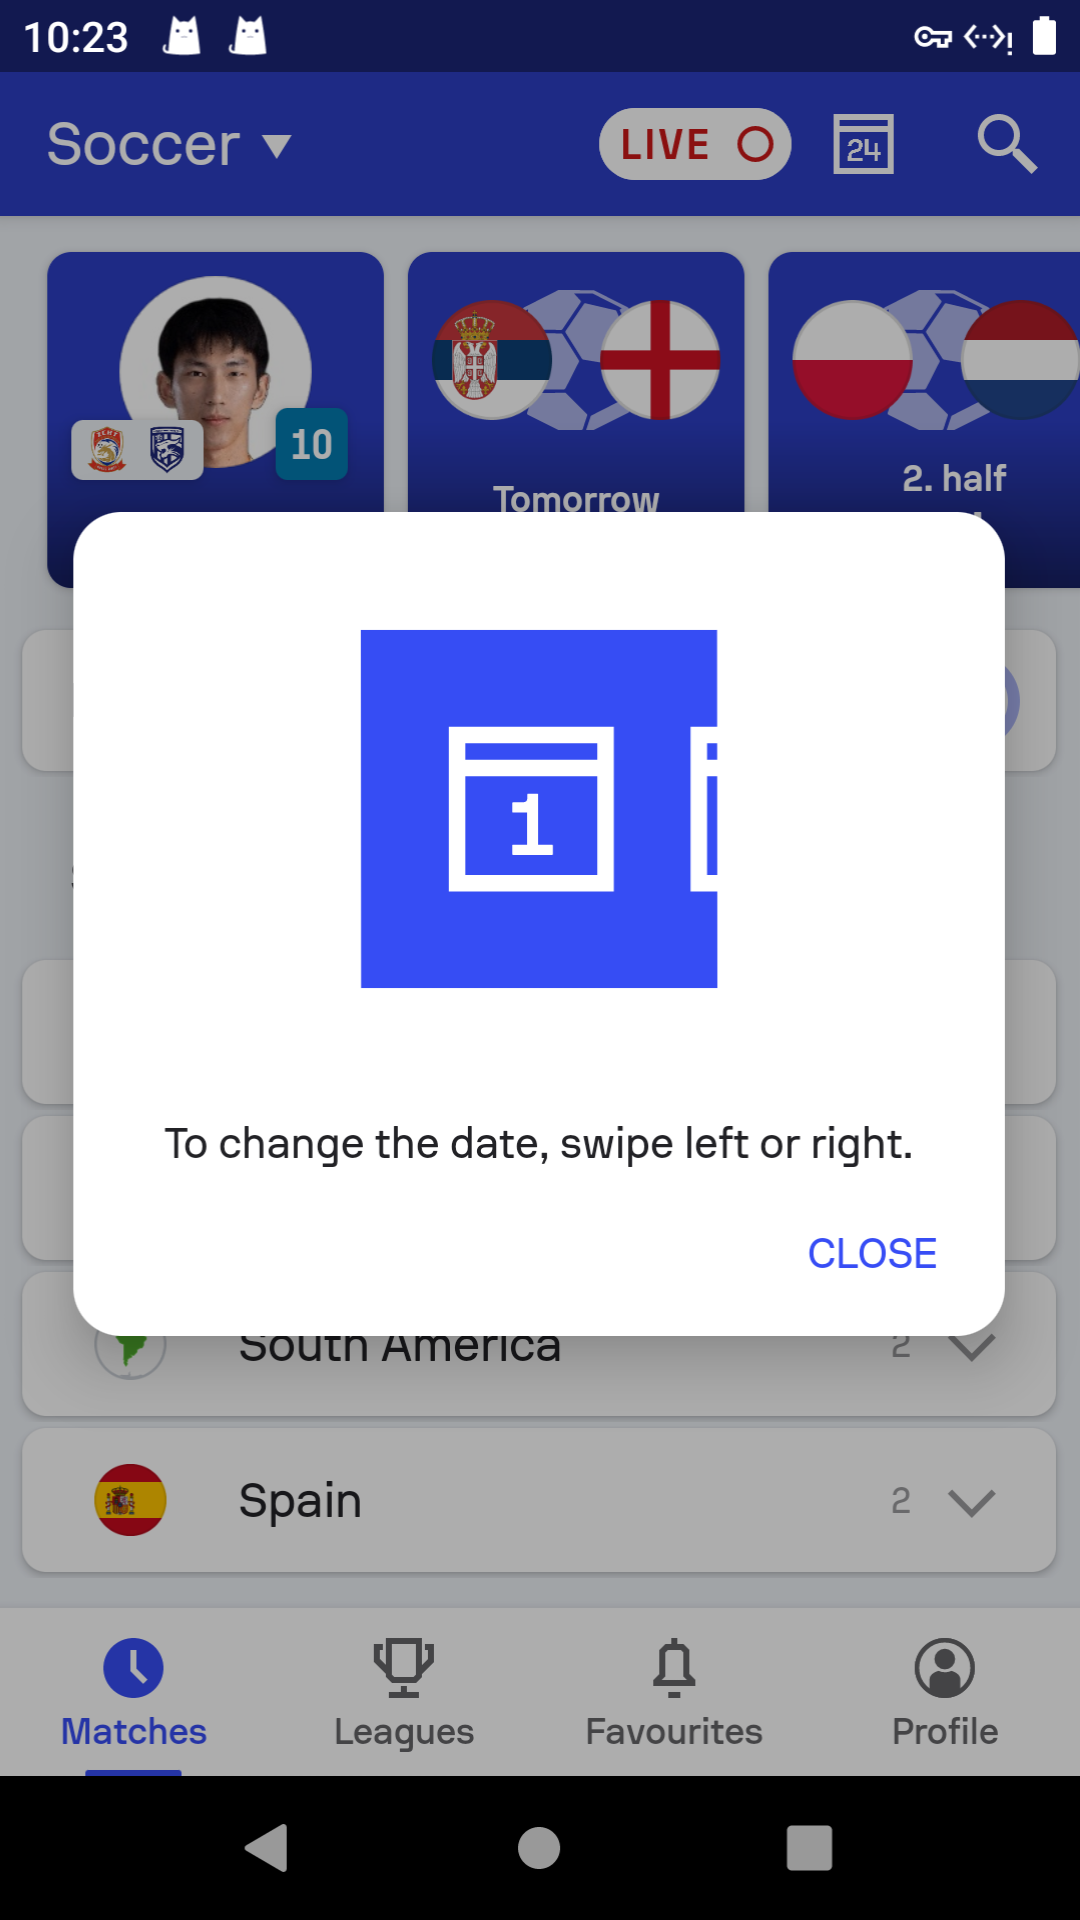 10:23
Soccer
LIVE
24
10
Tomorrow
2. half
1
To change the date, swipe left or right.
CLOSE
South America
2
Spain
2
Matches
Leagues
Favourites
Profile